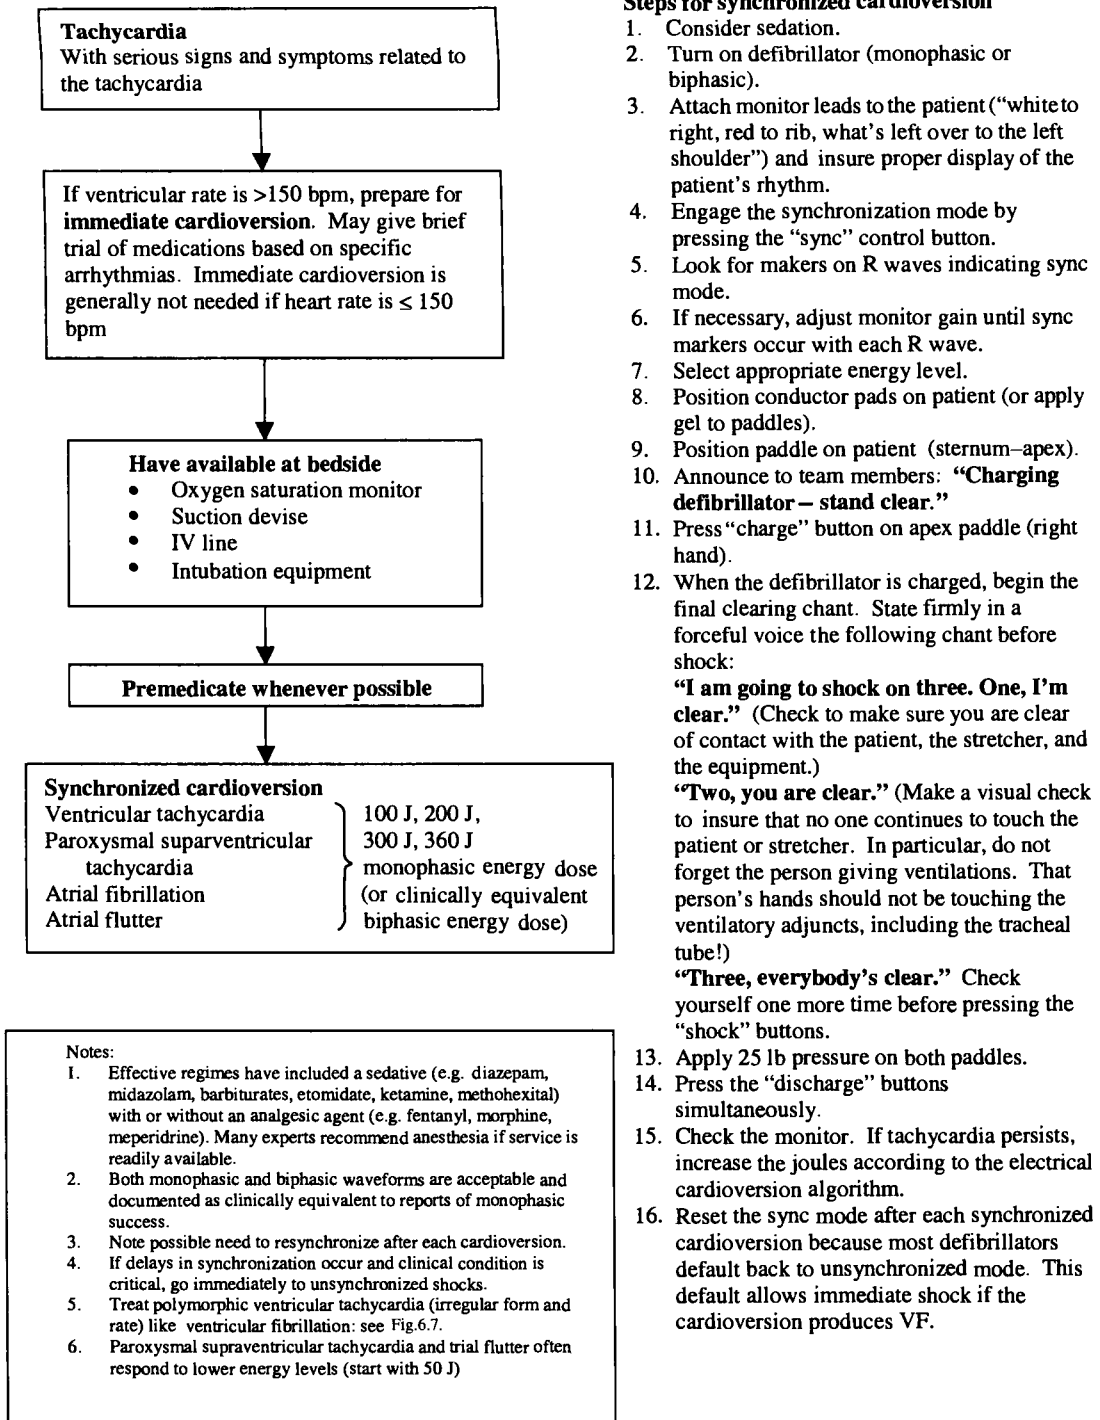 Tachycardia
With serious signs and symptoms related to
the tachycardia
If ventricular rate is >150 bpm, prepare for
immediate cardioversion. May give brief
trial of medications based on specific
arrhythmias. Immediate cardioversion is
generally not needed if heart rate is ≤ 150
bpm
Have available at bedside
• Oxygen saturation monitor
• Suction devise
• IV line
• Intubation equipment
Premedicate whenever possible
Synchronized cardioversion
Ventricular tachycardia
Paroxysmal suparventricular
tachycardia
Atrial fibrillation
Atrial flutter
100 J, 200 J,
300 J, 360 J
monophasic energy dose
(or clinically equivalent
biphasic energy dose)
Notes:
1. Effective regimes have included a sedative (e.g. diazepam,
midazolam, barbiturates, etomidate, ketamine, methohexital)
with or without an analgesic agent (e.g. fentanyl, morphine,
meperidrine). Many experts recommend anesthesia if service is
readily available.
2. Both monophasic and biphasic waveforms are acceptable and
documented as clinically equivalent to reports of monophasic
success.
3. Note possible need to resynchronize after each cardioversion.
4. If delays in synchronization occur and clinical condition is
critical, go immediately to unsynchronized shocks.
5. Treat polymorphic ventricular tachycardia (irregular form and
rate) like ventricular fibrillation: see Fig.6.7.
6. Paroxysmal supraventricular tachycardia and trial flutter often
respond to lower energy levels (start with 50 J)
Steps for synchronized cardioversion
1. Consider sedation.
2. Turn on defibrillator (monophasic or
biphasic).
3. Attach monitor leads to the patient (“white to
right, red to rib, what’s left over to the left
shoulder”) and insure proper display of the
patient’s rhythm.
4. Engage the synchronization mode by
pressing the “sync” control button.
5. Look for makers on R waves indicating sync
mode.
6. If necessary, adjust monitor gain until sync
markers occur with each R wave.
7. Select appropriate energy level.
8. Position conductor pads on patient (or apply
gel to paddles).
9. Position paddle on patient (sternum–apex).
10. Announce to team members: “Charging
defibrillator – stand clear.”
11. Press “charge” button on apex paddle (right
hand).
12. When the defibrillator is charged, begin the
final clearing chant. State firmly in a
forceful voice the following chant before
shock:
“I am going to shock on three. One, I’m
clear.” (Check to make sure you are clear
of contact with the patient, the stretcher, and
the equipment.)
“Two, you are clear.” (Make a visual check
to insure that no one continues to touch the
patient or stretcher. In particular, do not
forget the person giving ventilations. That
person’s hands should not be touching the
ventilatory adjuncts, including the tracheal
tube!)
“Three, everybody’s clear.” Check
yourself one more time before pressing the
“shock” buttons.
13. Apply 25 lb pressure on both paddles.
14. Press the “discharge” buttons
simultaneously.
15. Check the monitor. If tachycardia persists,
increase the joules according to the electrical
cardioversion algorithm.
16. Reset the sync mode after each synchronized
cardioversion because most defibrillators
default back to unsynchronized mode. This
default allows immediate shock if the
cardioversion produces VF.